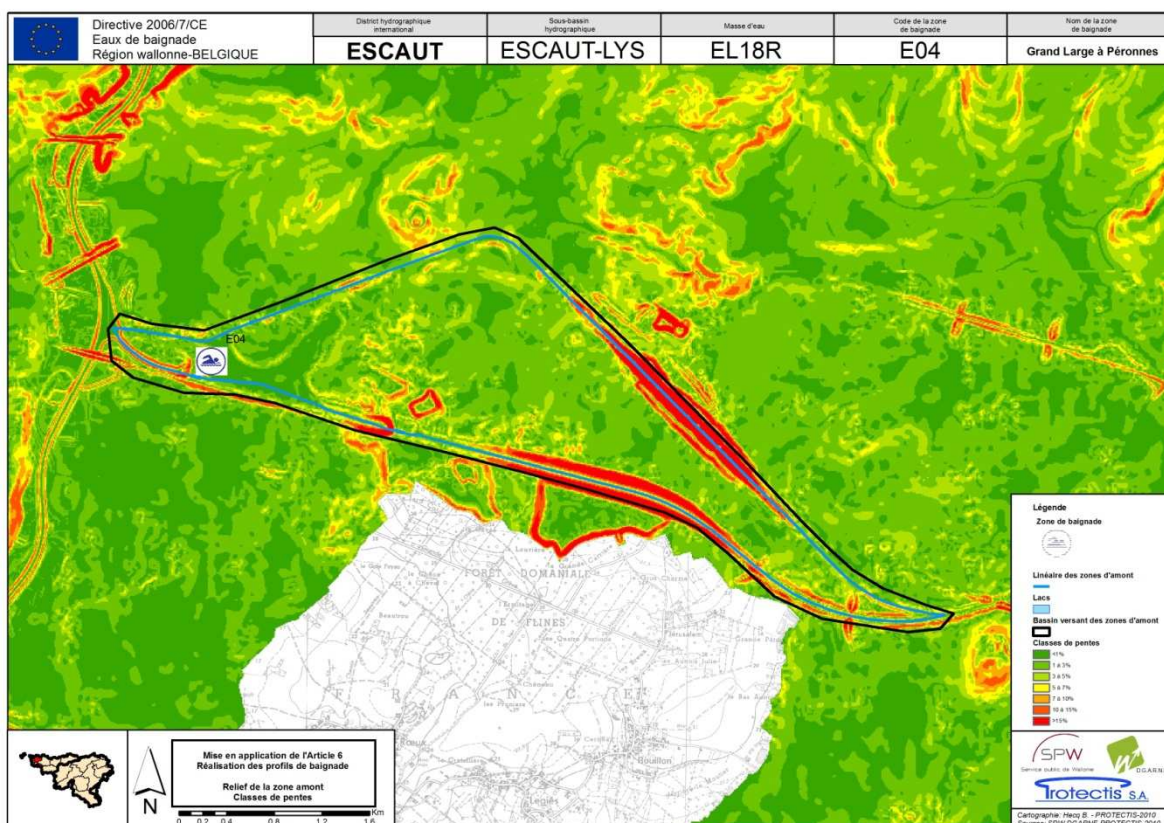 Directive 2006/7/CE
Eaux de baignade
Région wallonne-BELGIQUE
District hydrographique
international
ESCAUT
Sous-bassin
hydrographique
ESCAUT-LYS
Masse d'eau
EL18R
Code de la zone
de baignade
E04
Nom de la zone
de baignade
Grand Large à Péronnes
E04
FORÊT DOMANIALE
DE FLINES
FRANCE
Légende
Zone de baignade
Linéaire des zones d'amont
Lacs
Bassin versant des zones d'amont
Classes de pentes
<1%
1 à 3%
3 à 5%
5 à 7%
7 à 10%
10 à 15%
>15%
N
Mise en application de l'Article 6
Réalisation des profils de baignade
Relief de la zone amont
Classes de pentes
Km
0 0.2 0.4 0.8 1.2 1.6
SPW
Service public de Wallonie
DGARNE
Protectis S.A.
Cartographie: Hecq B. - PROTECTIS-2010
Sources: SPW-DGARNE-PROTECTIS-2010